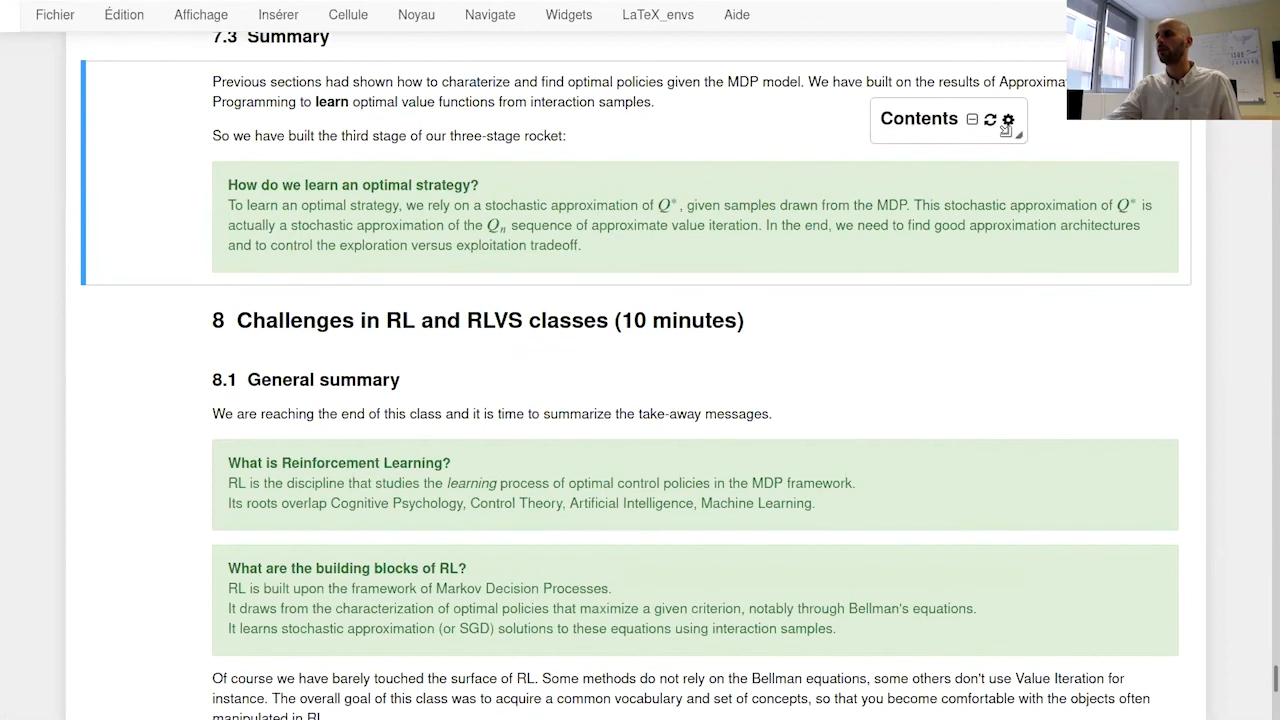 Fichier Édition Affichage Insérer Cellule Noyau Navigate Widgets LaTeX_envs Aide
7.3 Summary
Previous sections had shown how to charaterize and find optimal policies given the MDP model. We have built on the results of Approxima
Programming to learn optimal value functions from interaction samples.
Contents
So we have built the third stage of our three-stage rocket:
How do we learn an optimal strategy?
To learn an optimal strategy, we rely on a stochastic approximation of Q*, given samples drawn from the MDP. This stochastic approximation of Q* is
actually a stochastic approximation of the Qn sequence of approximate value iteration. In the end, we need to find good approximation architectures
and to control the exploration versus exploitation tradeoff.
8 Challenges in RL and RLVS classes (10 minutes)
8.1 General summary
We are reaching the end of this class and it is time to summarize the take-away messages.
What is Reinforcement Learning?
RL is the discipline that studies the learning process of optimal control policies in the MDP framework.
Its roots overlap Cognitive Psychology, Control Theory, Artificial Intelligence, Machine Learning.
What are the building blocks of RL?
RL is built upon the framework of Markov Decision Processes.
It draws from the characterization of optimal policies that maximize a given criterion, notably through Bellman's equations.
It learns stochastic approximation (or SGD) solutions to these equations using interaction samples.
Of course we have barely touched the surface of RL. Some methods do not rely on the Bellman equations, some others don't use Value Iteration for
instance. The overall goal of this class was to acquire a common vocabulary and set of concepts, so that you become comfortable with the objects often
manipulated in RL